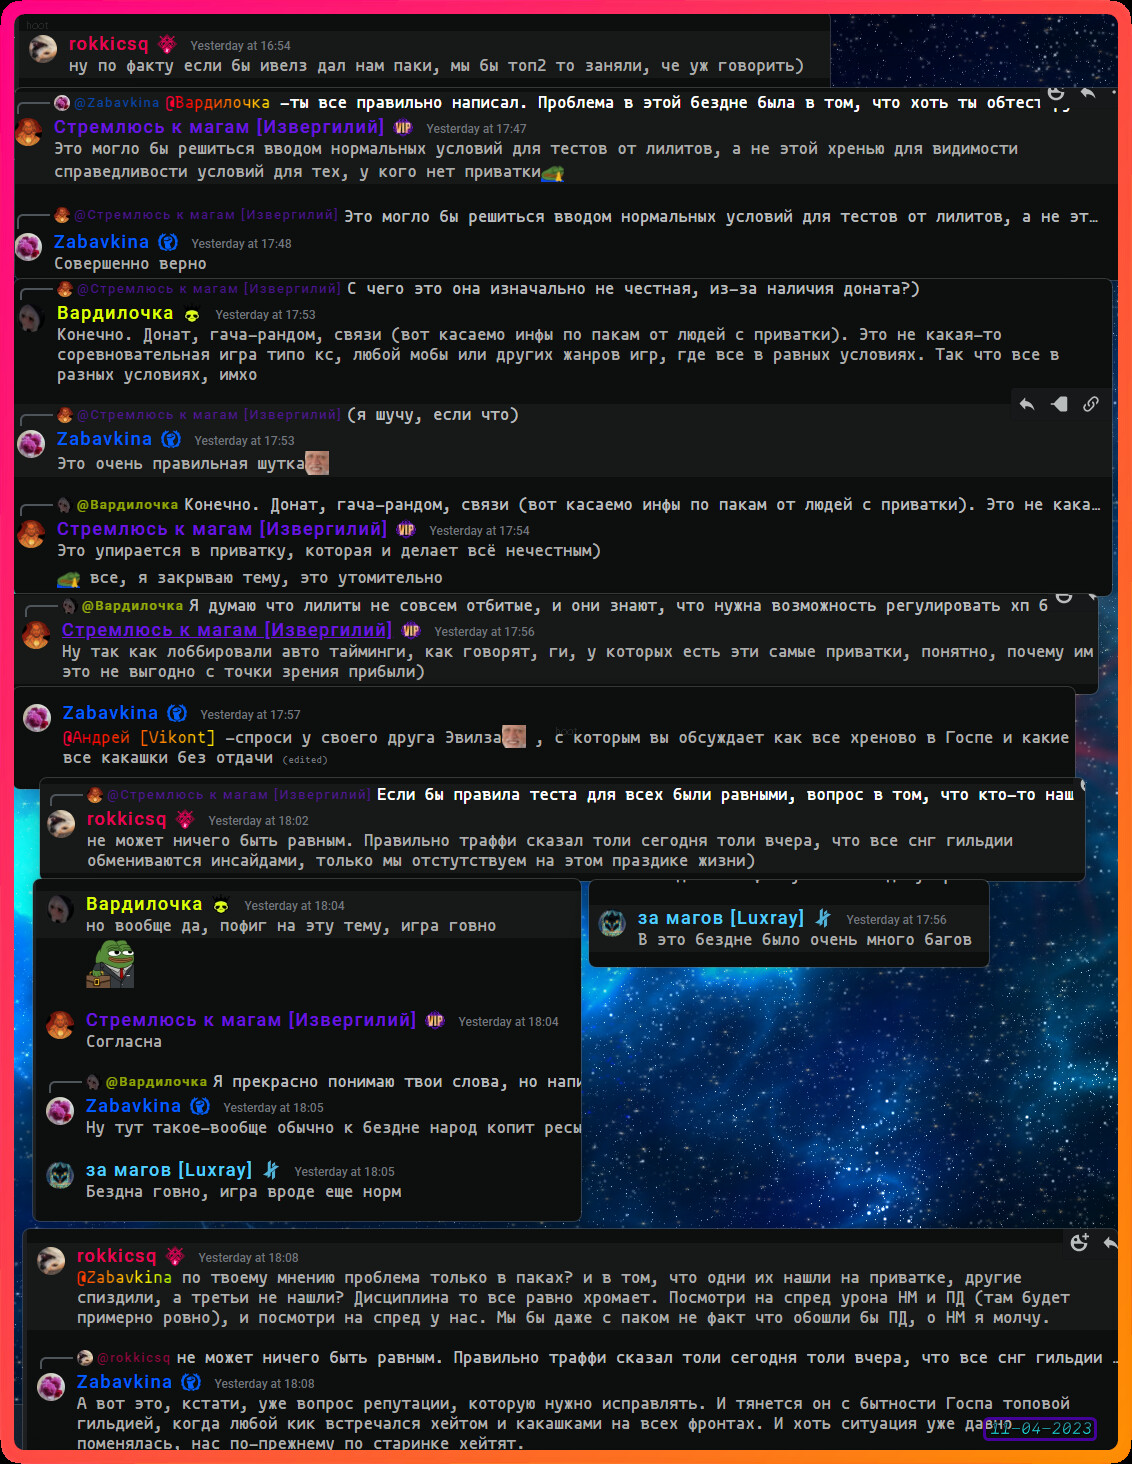 rokkicsq Yesterday at 16:54
ну по факту если бы ивелз дал нам паки, мы бы топ2 то заняли, че уж говорить)
@Zabavkina @Вардилочка -ты все правильно написал. Проблема в этой бездне была в том, что хоть ты обтест
Стремлюсь к магам [Извергилий] VIP Yesterday at 17:47
Это могло бы решиться вводом нормальных условий для тестов от лилитов, а не этой хренью для видимости
справедливости условий для тех, у кого нет приватки
@Стремлюсь к магам [Извергилий] Это могло бы решиться вводом нормальных условий для тестов от лилитов, а не эт…
Zabavkina Yesterday at 17:48
Совершенно верно
@Стремлюсь к магам [Извергилий] С чего это она изначально не честная, из-за наличия доната?)
Вардилочка Yesterday at 17:53
Конечно. Донат, гача-рандом, связи (вот касаемо инфы по пакам от людей с приватки). Это не какая-то
соревновательная игра типо кс, любой мобы или других жанров игр, где все в равных условиях. Так что все в
разных условиях, имхо
@Стремлюсь к магам [Извергилий] (я шучу, если что)
Zabavkina Yesterday at 17:53
Это очень правильная шутка
@Вардилочка Конечно. Донат, гача-рандом, связи (вот касаемо инфы по пакам от людей с приватки). Это не кака…
Стремлюсь к магам [Извергилий] VIP Yesterday at 17:54
Это упирается в приватку, которая и делает всё нечестным)
все, я закрываю тему, это утомительно
@Вардилочка Я думаю что лилиты не совсем отбитые, и они знают, что нужна возможность регулировать хп б
Стремлюсь к магам [Извергилий] VIP Yesterday at 17:56
Ну так как лоббировали авто тайминги, как говорят, ги, у которых есть эти самые приватки, понятно, почему им
это не выгодно с точки зрения прибыли)
Zabavkina Yesterday at 17:57
@Андрей [Vikont] -спроси у своего друга Эвилза , с которым вы обсуждает как все хреново в Госпе и какие
все какашки без отдачи (edited)
@Стремлюсь к магам [Извергилий] Если бы правила теста для всех были равными, вопрос в том, что кто-то наш
rokkicsq Yesterday at 18:02
не может ничего быть равным. Правильно траффи сказал толи сегодня толи вчера, что все снг гильдии
обмениваются инсайдами, только мы отстутствуем на этом праздике жизни)
Вардилочка Yesterday at 18:04
но вообще да, пофиг на эту тему, игра говно
за магов [Luxray] Yesterday at 17:56
В это бездне было очень много багов
Стремлюсь к магам [Извергилий] VIP Yesterday at 18:04
Согласна
@Вардилочка Я прекрасно понимаю твои слова, но напи
Zabavkina Yesterday at 18:05
Ну тут такое-вообще обычно к бездне народ копит ресы
за магов [Luxray] Yesterday at 18:05
Бездна говно, игра вроде еще норм
rokkicsq Yesterday at 18:08
@Zabavkina по твоему мнению проблема только в паках? и в том, что одни их нашли на приватке, другие
спиздили, а третьи не нашли? Дисциплина то все равно хромает. Посмотри на спред урона НМ и ПД (там будет
примерно ровно), и посмотри на спред у нас. Мы бы даже с паком не факт что обошли бы ПД, о НМ я молчу.
@rokkicsq не может ничего быть равным. Правильно траффи сказал толи сегодня толи вчера, что все снг гильдии …
Zabavkina Yesterday at 18:08
А вот это, кстати, уже вопрос репутации, которую нужно исправлять. И тянется он с бытности Госпа топовой
гильдией, когда любой кик встречался хейтом и какашками на всех фронтах. И хоть ситуация уже давно
11-04-2023
поменялась, нас по-прежнему по старинке хейтят.